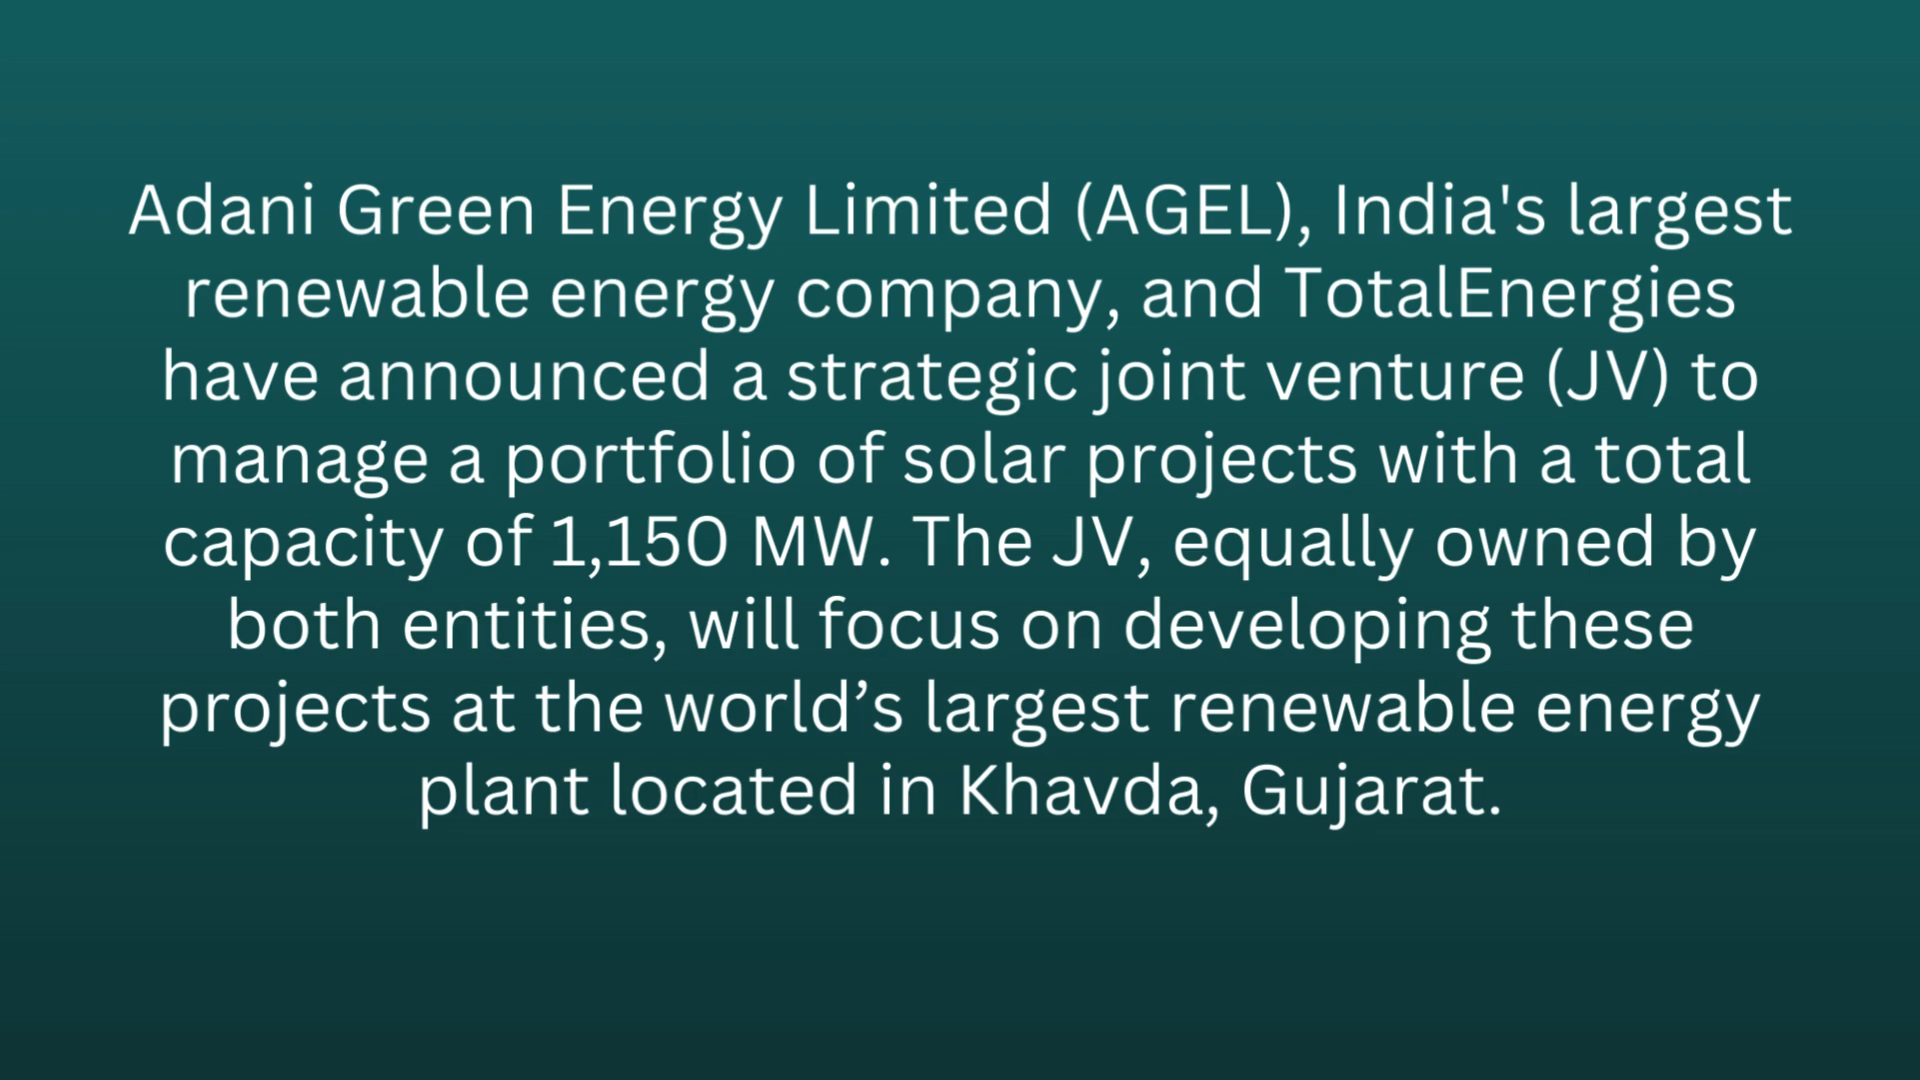 Adani Green Energy Limited (AGEL), India's largest
renewable energy company, and TotalEnergies
have announced a strategic joint venture (JV) to
manage a portfolio of solar projects with a total
capacity of 1,150 MW. The JV, equally owned by
both entities, will focus on developing these
projects at the world’s largest renewable energy
plant located in Khavda, Gujarat.